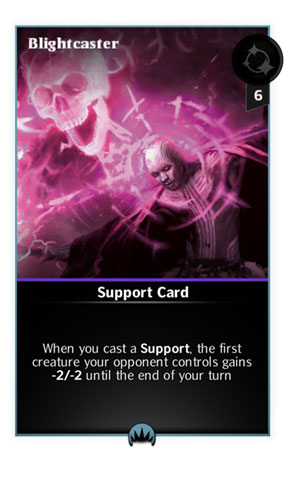 Blightcaster
6
Support Card
When you cast a Support, the first
creature your opponent controls gains
-2/-2 until the end of your turn